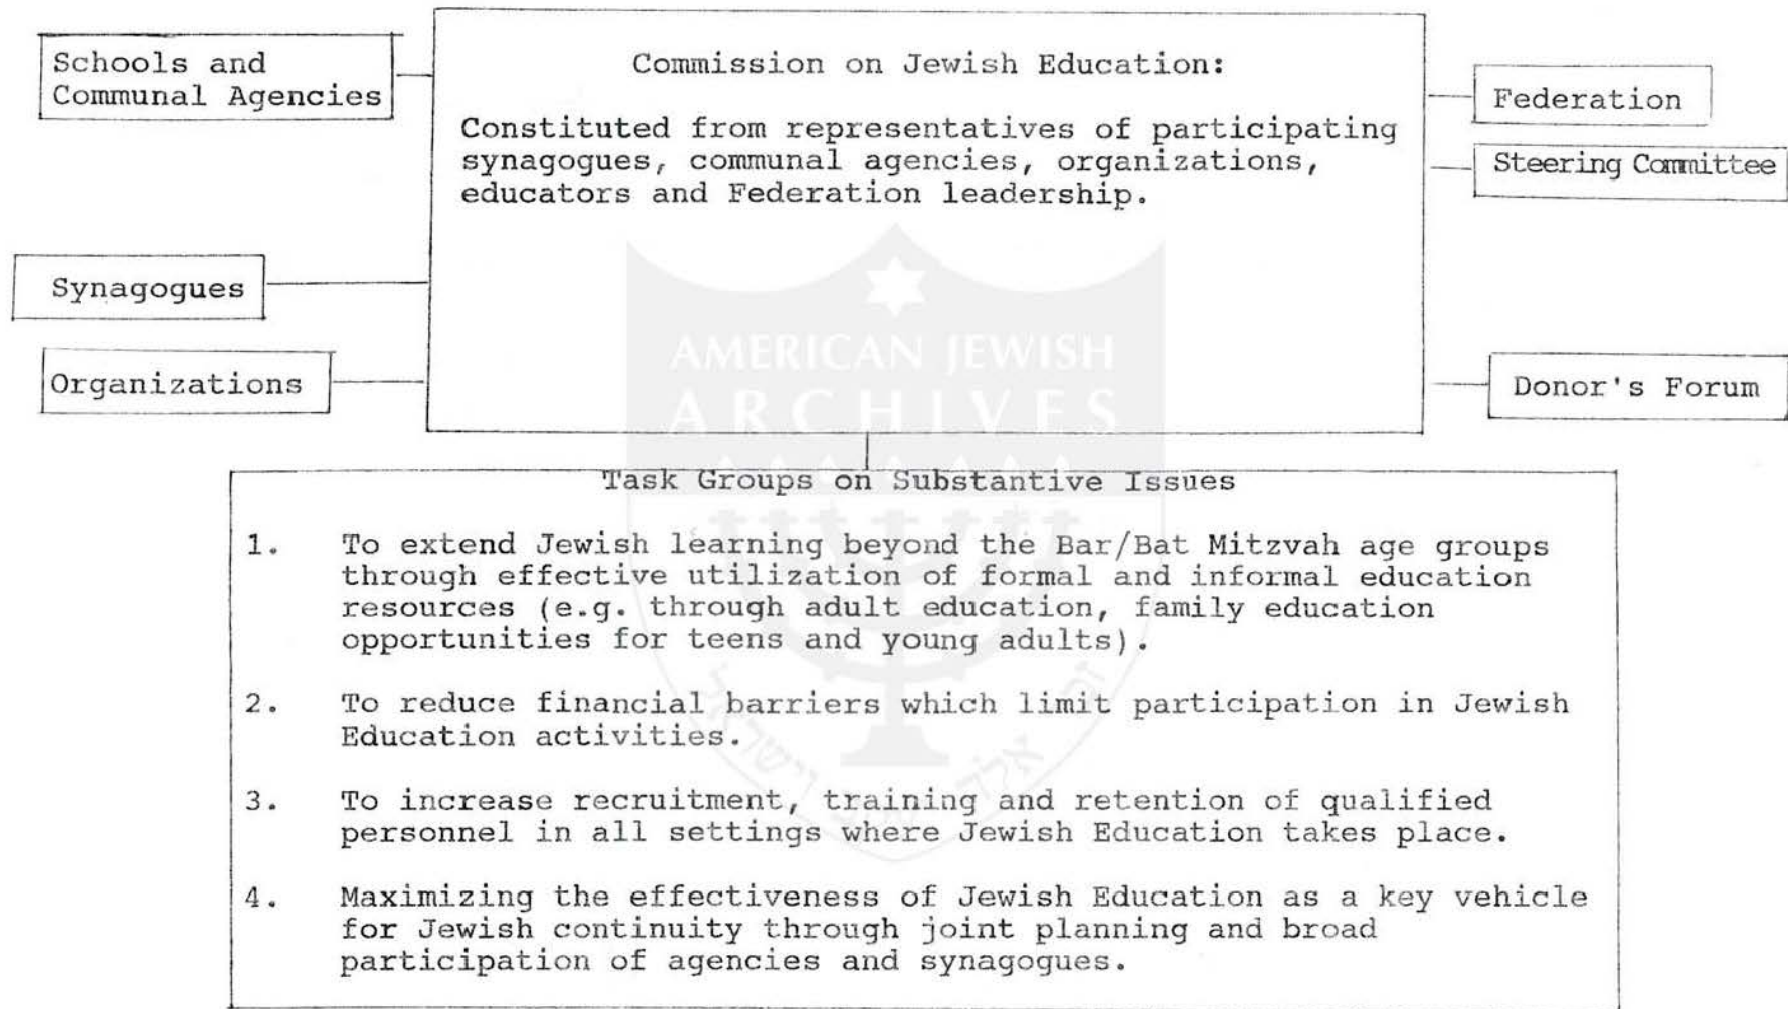 Schools and
Communal Agencies
Synagogues
Organizations
Commission on Jewish Education:
Constituted from representatives of participating
synagogues, communal agencies, organizations,
educators and Federation leadership.
Federation
Steering Committee
Donor's Forum
AMERICAN JEWISH
ARCHIVES
Task Groups on Substantive Issues
1. To extend Jewish learning beyond the Bar/Bat Mitzvah age groups
through effective utilization of formal and informal education
resources (e.g. through adult education, family education
opportunities for teens and young adults).
2. To reduce financial barriers which limit participation in Jewish
Education activities.
3. To increase recruitment, training and retention of qualified
personnel in all settings where Jewish Education takes place.
4. Maximizing the effectiveness of Jewish Education as a key vehicle
for Jewish continuity through joint planning and broad
participation of agencies and synagogues.